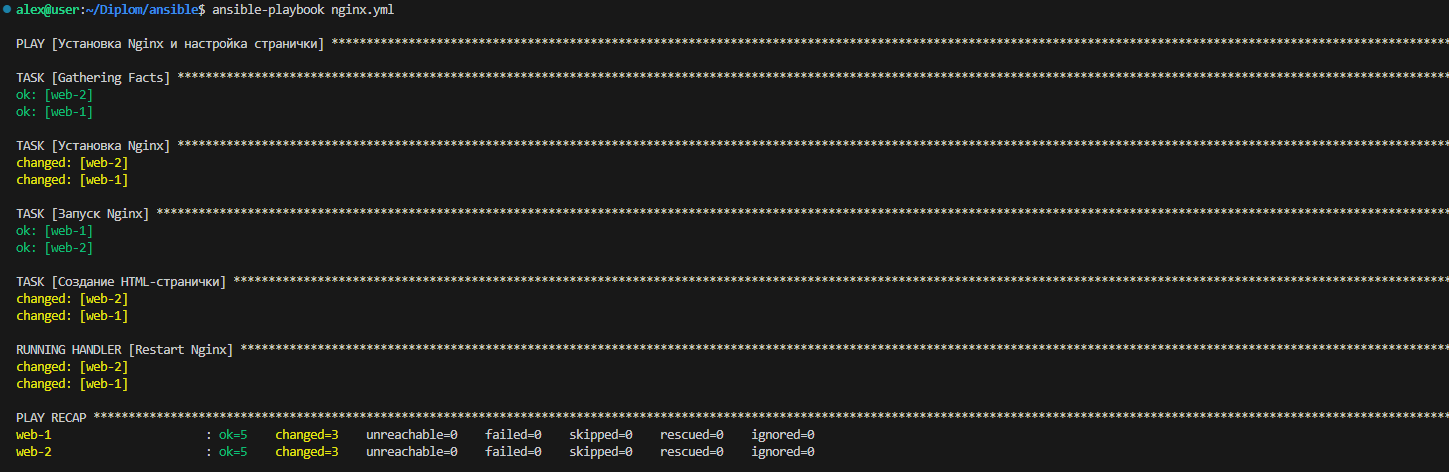 alex@user:~/Diplom/ansible$ ansible-playbook nginx.yml
PLAY [Установка Nginx и настройка странички] ****************************************************************************************************************************************************************
TASK [Gathering Facts] **************************************************************************************************************************************************************************************
ok: [web-2]
ok: [web-1]
TASK [Установка Nginx] **************************************************************************************************************************************************************************************
changed: [web-2]
changed: [web-1]
TASK [Запуск Nginx] *****************************************************************************************************************************************************************************************
ok: [web-1]
ok: [web-2]
TASK [Создание HTML-странички] ******************************************************************************************************************************************************************************
changed: [web-2]
changed: [web-1]
RUNNING HANDLER [Restart Nginx] *****************************************************************************************************************************************************************************
changed: [web-2]
changed: [web-1]
PLAY RECAP **************************************************************************************************************************************************************************************************
web-1                      : ok=5    changed=3    unreachable=0    failed=0    skipped=0    rescued=0    ignored=0
web-2                      : ok=5    changed=3    unreachable=0    failed=0    skipped=0    rescued=0    ignored=0